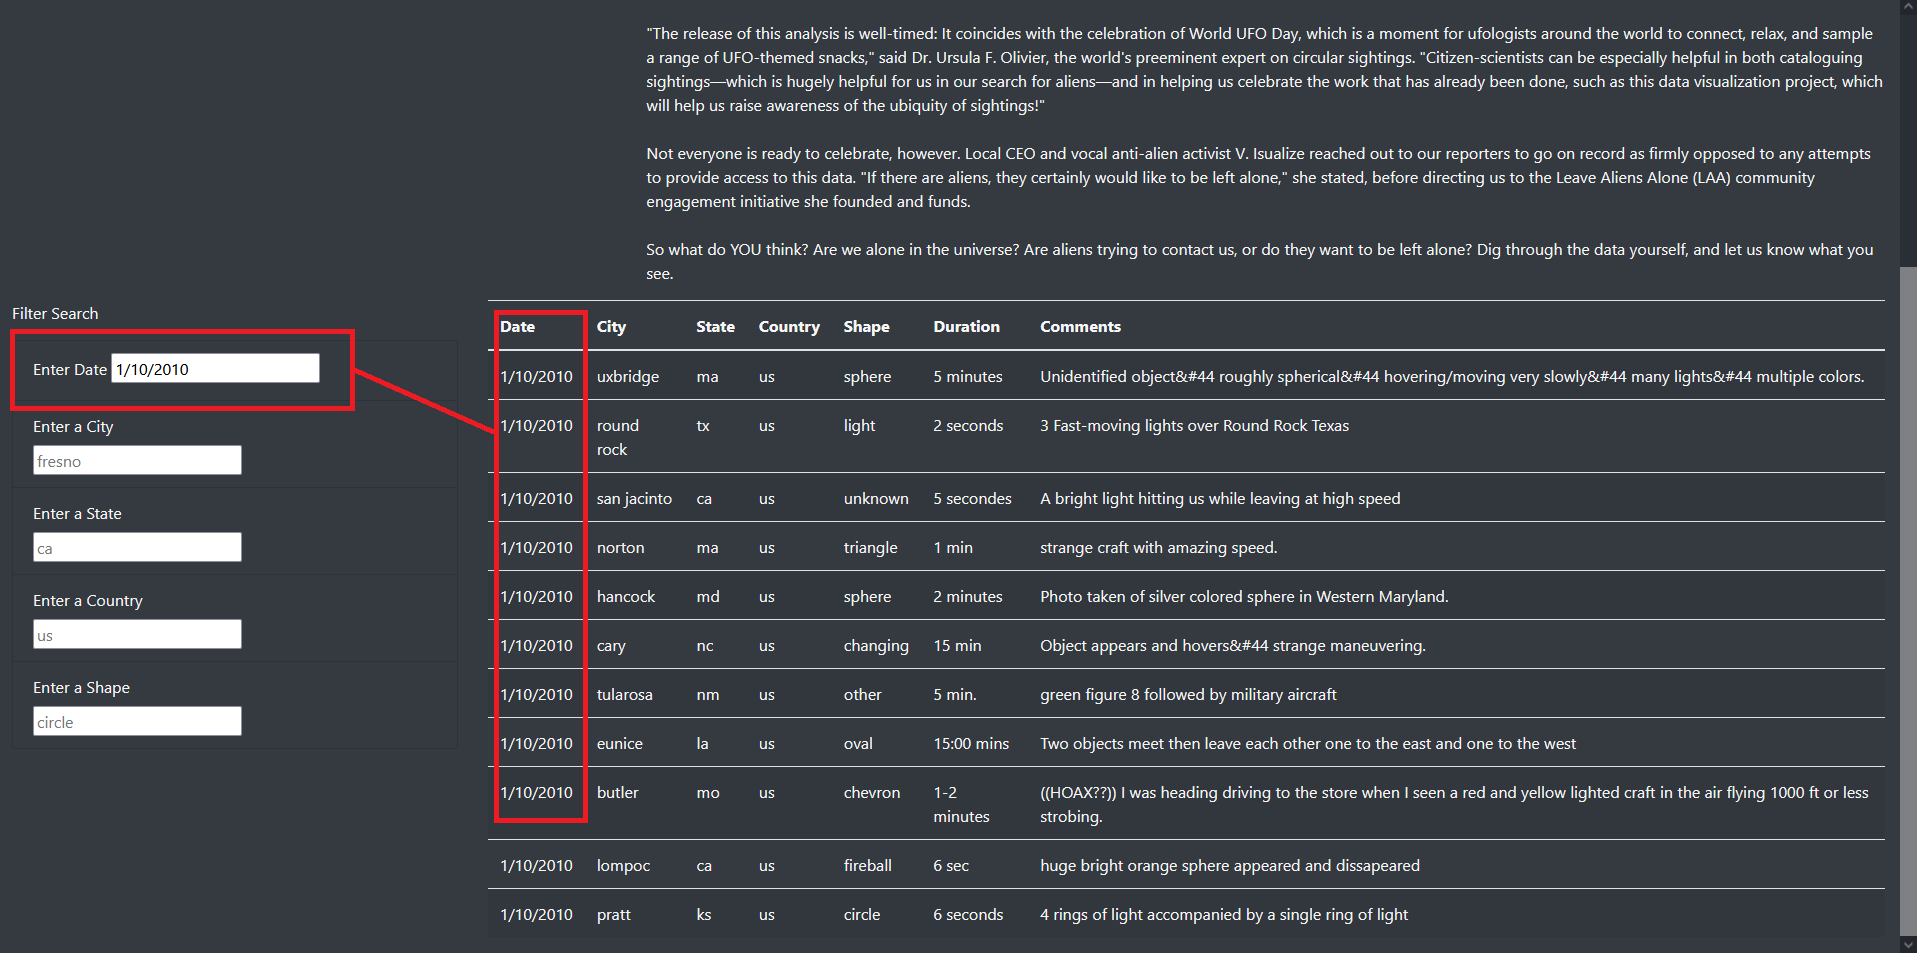 "The release of this analysis is well-timed: It coincides with the celebration of World UFO Day, which is a moment for ufologists around the world to connect, relax, and sample
a range of UFO-themed snacks," said Dr. Ursula F. Olivier, the world's preeminent expert on circular sightings. "Citizen-scientists can be especially helpful in both cataloguing
sightings—which is hugely helpful for us in our search for aliens—and in helping us celebrate the work that has already been done, such as this data visualization project, which
will help us raise awareness of the ubiquity of sightings!"
Not everyone is ready to celebrate, however. Local CEO and vocal anti-alien activist V. Isualize reached out to our reporters to go on record as firmly opposed to any attempts
to provide access to this data. "If there are aliens, they certainly would like to be left alone," she stated, before directing us to the Leave Aliens Alone (LAA) community
engagement initiative she founded and funds.
So what do YOU think? Are we alone in the universe? Are aliens trying to contact us, or do they want to be left alone? Dig through the data yourself, and let us know what you
see.
Filter Search
Enter Date 1/10/2010
Enter a City
fresno
Enter a State
ca
Enter a Country
us
Enter a Shape
circle
Date City State Country Shape Duration Comments
1/10/2010 uxbridge ma us sphere 5 minutes Unidentified object&#44 roughly spherical&#44 hovering/moving very slowly&#44 many lights&#44 multiple colors.
1/10/2010 round tx us light 2 seconds 3 Fast-moving lights over Round Rock Texas
rock
1/10/2010 san jacinto ca us unknown 5 secondes A bright light hitting us while leaving at high speed
1/10/2010 norton ma us triangle 1 min strange craft with amazing speed.
1/10/2010 hancock md us sphere 2 minutes Photo taken of silver colored sphere in Western Maryland.
1/10/2010 cary nc us changing 15 min Object appears and hovers&#44 strange maneuvering.
1/10/2010 tularosa nm us other 5 min. green figure 8 followed by military aircraft
1/10/2010 eunice la us oval 15:00 mins Two objects meet then leave each other one to the east and one to the west
1/10/2010 butler mo us chevron 1-2 ((HOAX??)) I was heading driving to the store when I seen a red and yellow lighted craft in the air flying 1000 ft or less
minutes strobing.
1/10/2010 lompoc ca us fireball 6 sec huge bright orange sphere appeared and dissapeared
1/10/2010 pratt ks us circle 6 seconds 4 rings of light accompanied by a single ring of light